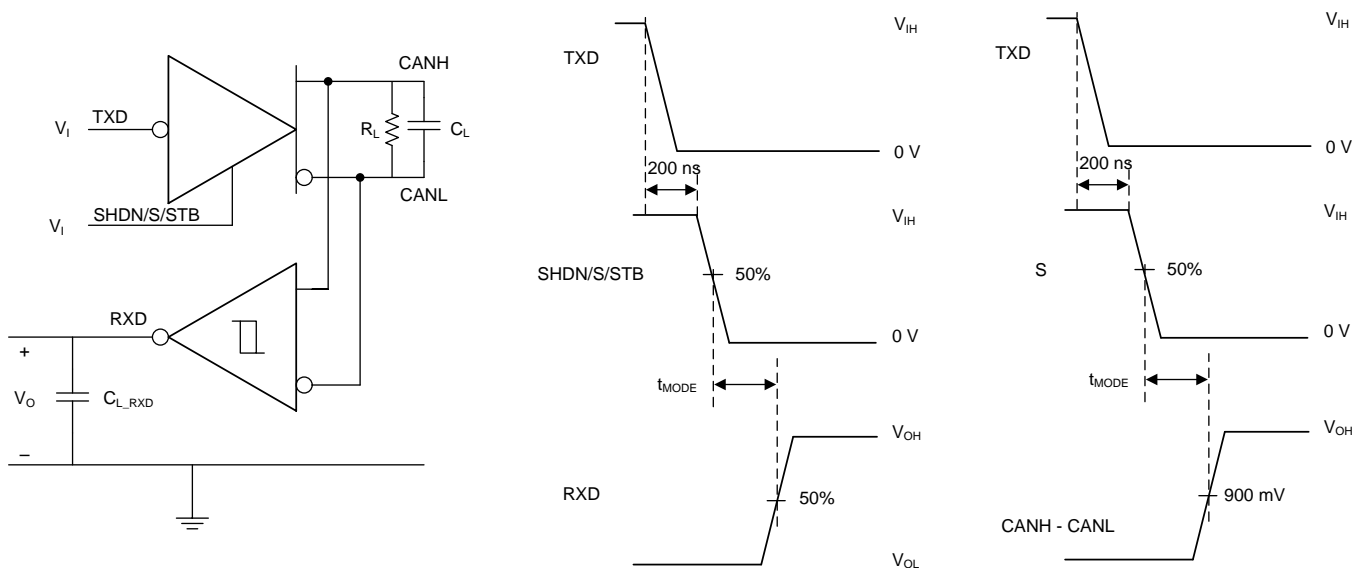 TXD
V_I
CANH
R_L
C_L
CANL
SHDN/S/STB
V_I
RXD
+
V_O
C_L_RXD
–
V_IH
TXD
0 V
200 ns
V_IH
SHDN/S/STB
50%
0 V
t_MODE
V_OH
RXD
50%
V_OL
V_IH
TXD
0 V
200 ns
V_IH
S
50%
0 V
t_MODE
V_OH
900 mV
CANH - CANL
V_OL